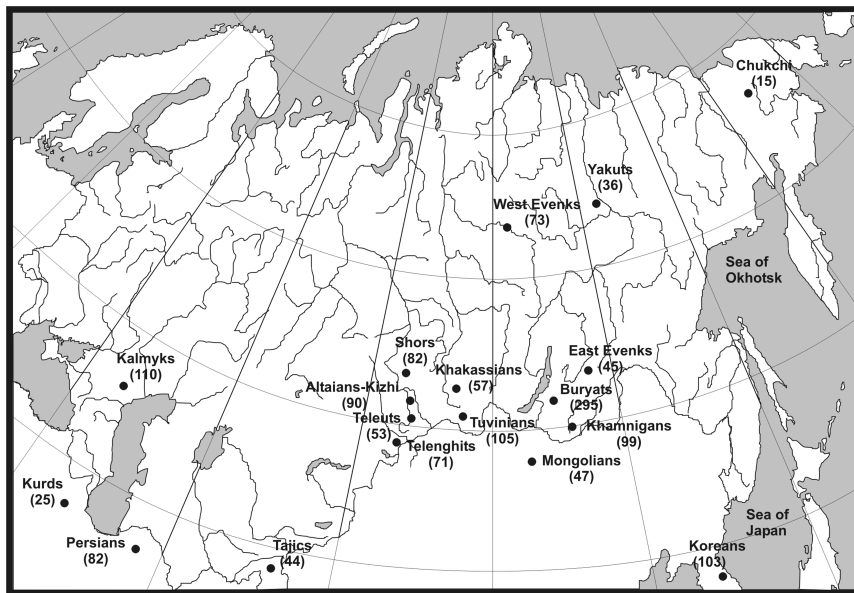 Chukchi
(15)
Yakuts
(36)
West Evenks
(73)
Sea of
Okhotsk
Shors
(82)
East Evenks
(45)
Kalmyks
(110)
Khakassians
(57)
Altaians-Kizhi
(90)
Buryats
(295)
Teleuts
(53)
Tuvinians
(105)
Khamnigans
(99)
Telenghits
(71)
Mongolians
(47)
Kurds
(25)
Sea of
Japan
Persians
(82)
Tajics
(44)
Koreans
(103)